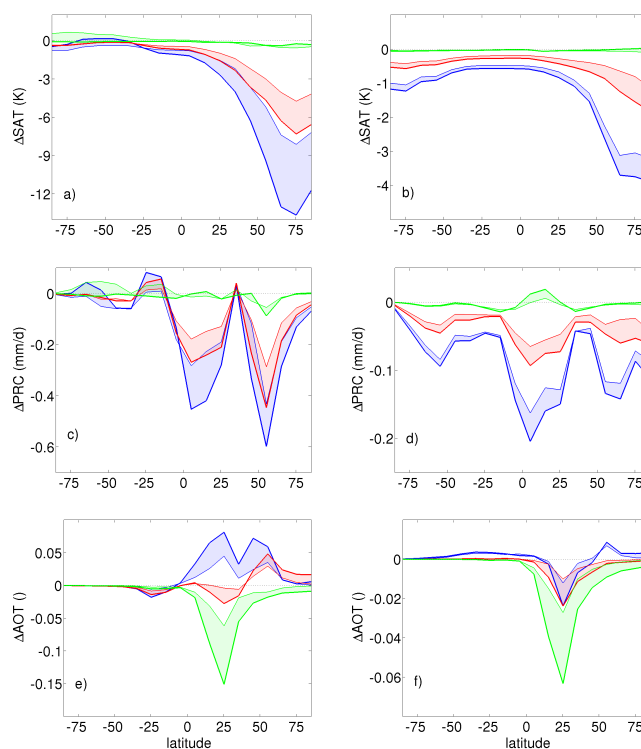 0
-3
-6
-9
-12
ΔSAT (K)
a)
-75 -50 -25 0 25 50 75
0
-1
-2
-3
-4
ΔSAT (K)
b)
-75 -50 -25 0 25 50 75
0
-0.2
-0.4
-0.6
ΔPRC (mm/d)
c)
-75 -50 -25 0 25 50 75
0
-0.1
-0.2
ΔPRC (mm/d)
d)
-75 -50 -25 0 25 50 75
0.05
0
-0.05
-0.1
-0.15
ΔAOT ()
e)
-75 -50 -25 0 25 50 75
latitude
0
-0.02
-0.04
-0.06
ΔAOT ()
f)
-75 -50 -25 0 25 50 75
latitude